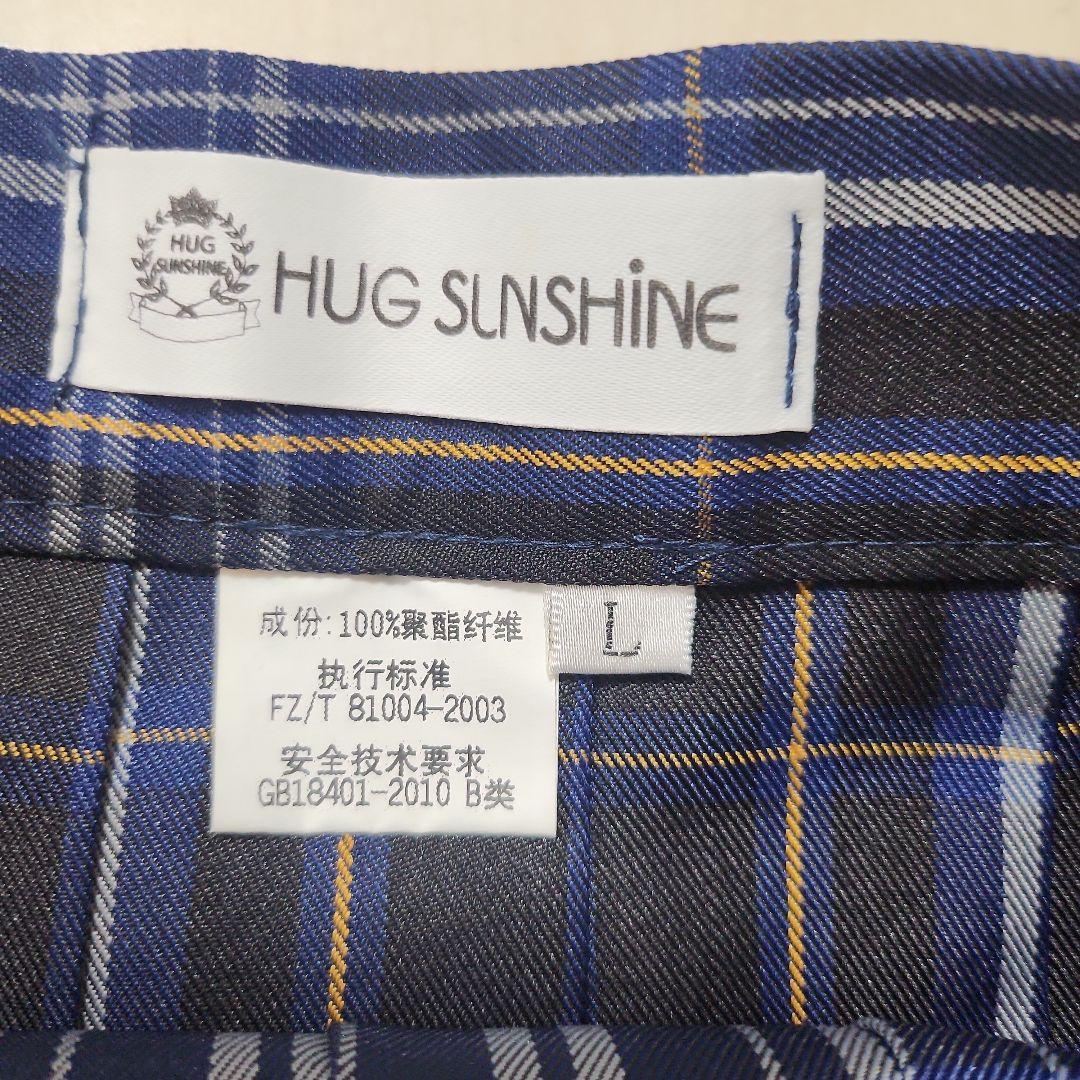 HUG
SUNSHINE
HUG SUNSHiNE
成份:100%聚酯纤维
L
执行标准
FZ/T 81004-2003
安全技术要求
GB18401-2010 B类